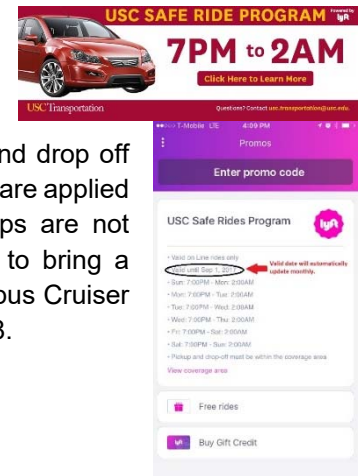 USC SAFE RIDE PROGRAM Powered by lyft
7PM to 2AM
Click Here to Learn More
USC Transportation
Questions? Contact usc.transportation@usc.edu.
nd drop off
are applied
ps are not
to bring a
ous Cruiser
3.
T-Mobile LTE 4:09 PM
Promos
Enter promo code
USC Safe Rides Program
lyft
• Valid on Line rides only
• Valid until Sep 1, 2017
Valid date will automatically
update monthly.
• Sun: 7:00PM - Mon: 2:00AM
• Mon: 7:00PM - Tue: 2:00AM
• Tue: 7:00PM - Wed: 2:00AM
• Wed: 7:00PM - Thu: 2:00AM
• Fri: 7:00PM - Sat: 2:00AM
• Sat: 7:00PM - Sun: 2:00AM
• Pickup and drop-off must be within the coverage area
View coverage area
Free rides
lyft
Buy Gift Credit